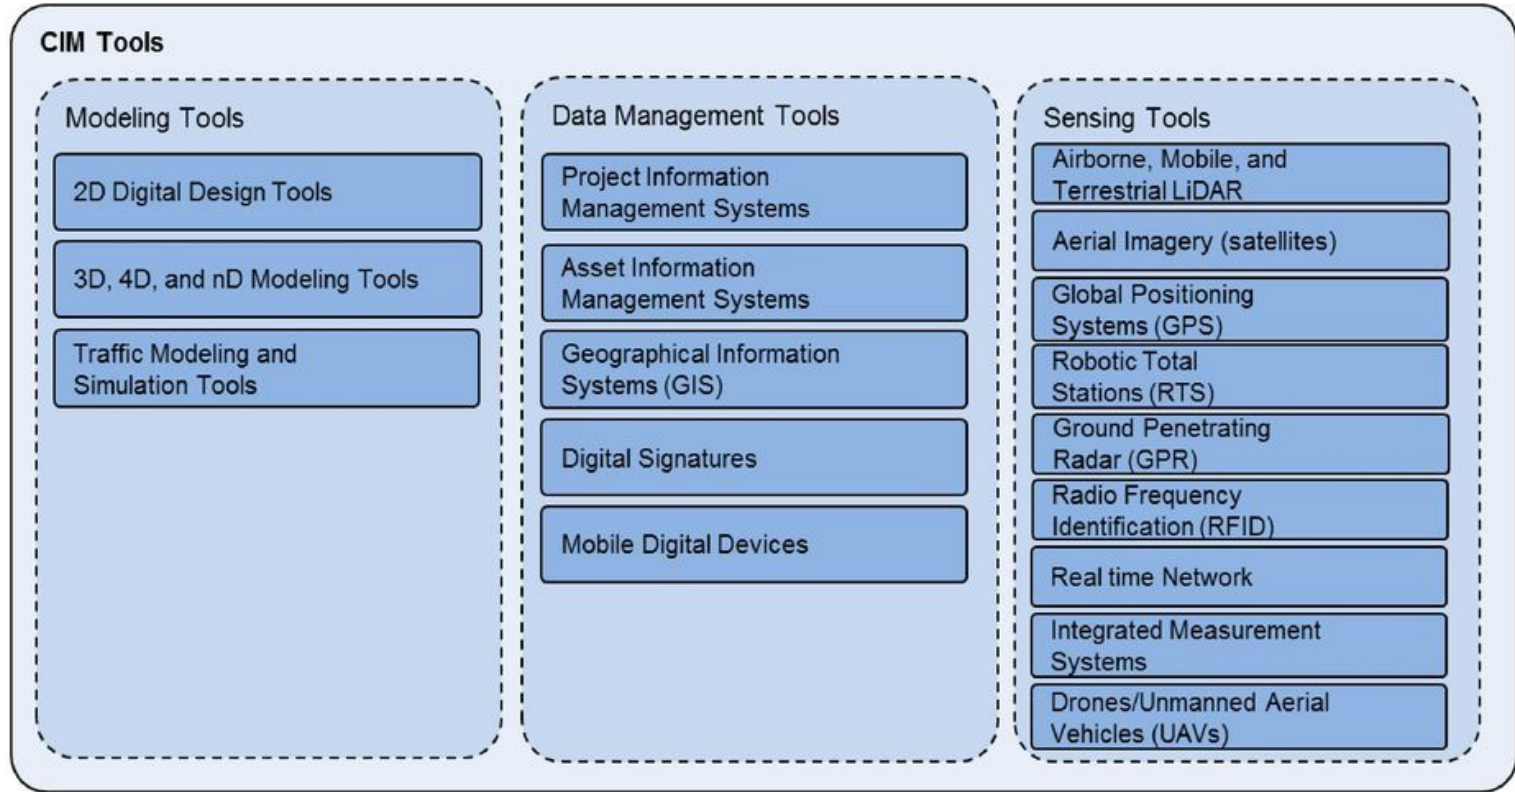 CIM Tools
Modeling Tools
2D Digital Design Tools
3D, 4D, and nD Modeling Tools
Traffic Modeling and
Simulation Tools
Data Management Tools
Project Information
Management Systems
Asset Information
Management Systems
Geographical Information
Systems (GIS)
Digital Signatures
Mobile Digital Devices
Sensing Tools
Airborne, Mobile, and
Terrestrial LiDAR
Aerial Imagery (satellites)
Global Positioning
Systems (GPS)
Robotic Total
Stations (RTS)
Ground Penetrating
Radar (GPR)
Radio Frequency
Identification (RFID)
Real time Network
Integrated Measurement
Systems
Drones/Unmanned Aerial
Vehicles (UAVs)